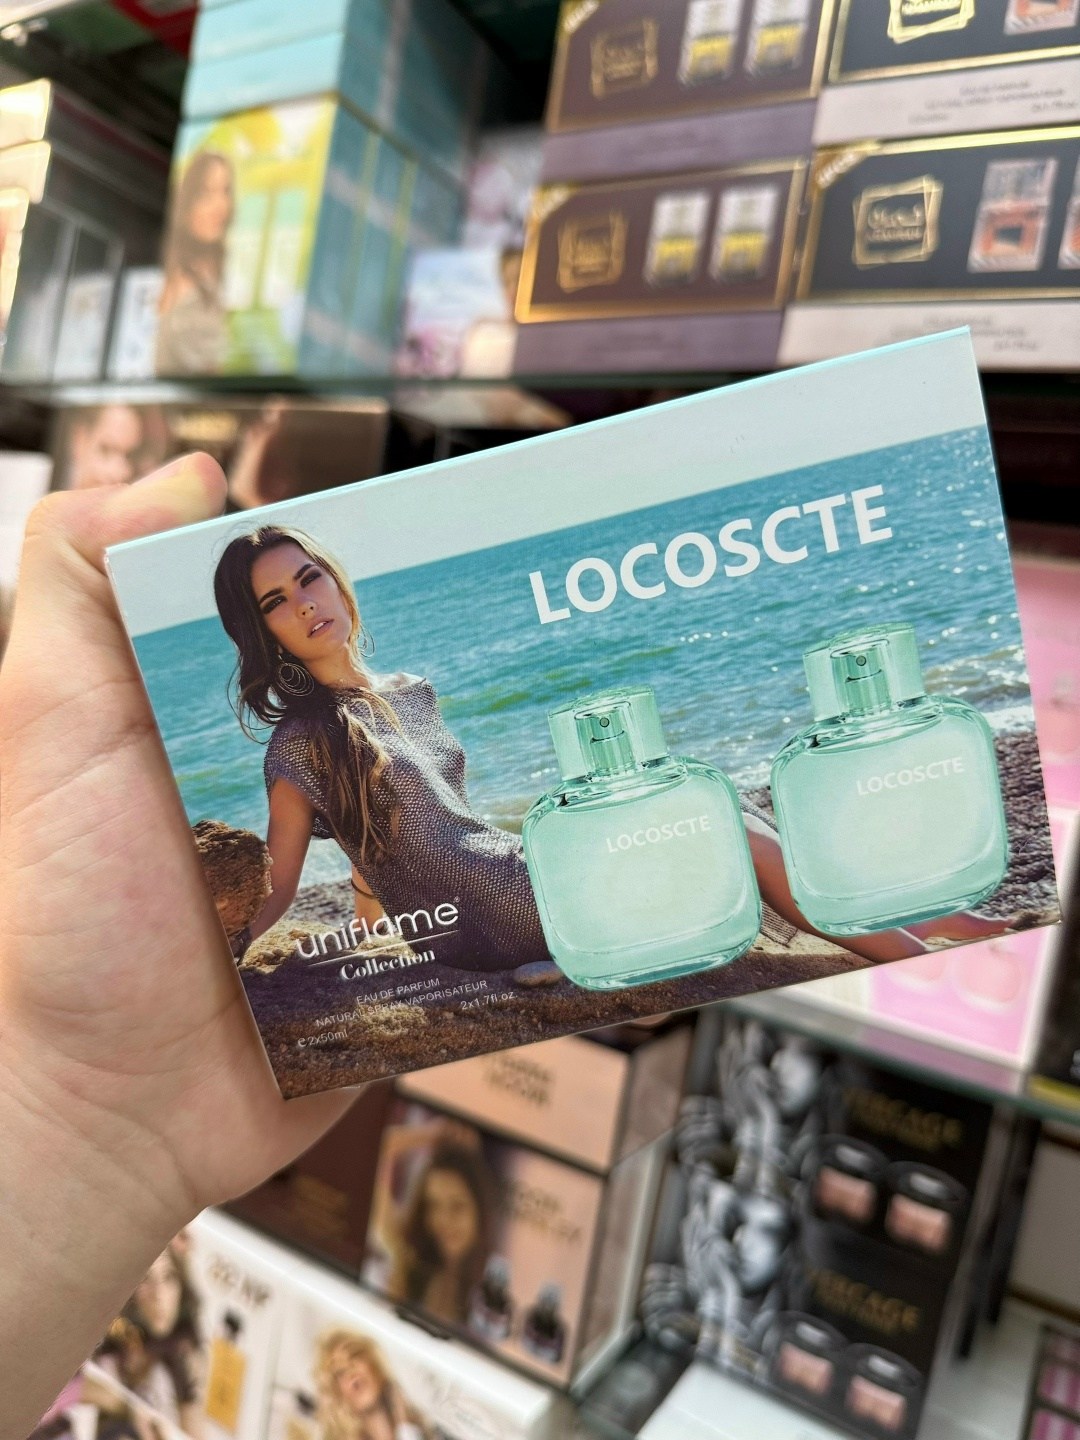 LOCOSCTE
LOCOSCTE
LOCOSCTE
uniflame
Collection
EAU DE PARFUM
NATURAL SPRAY VAPORISATEUR
e 2x50ml 2x1.7fl oz